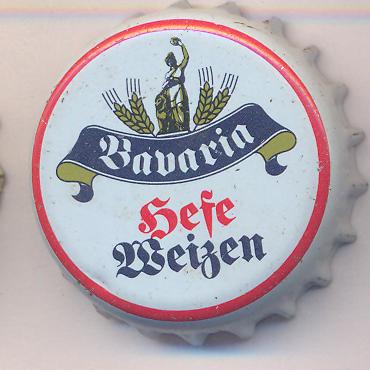 Bavaria
Hefe
Weizen